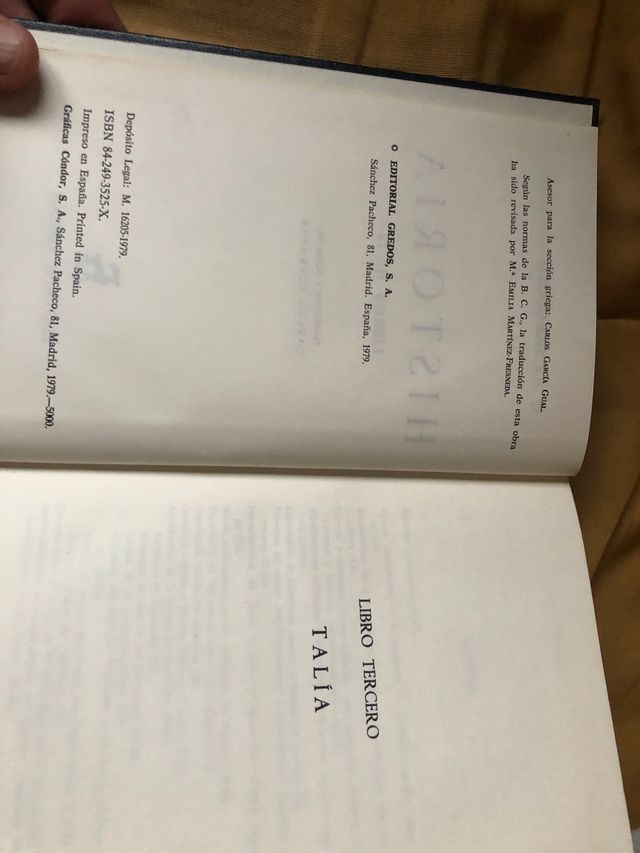 Asesor para la sección griega: CARLOS GARCÍA GUAL.
Según las normas de la B. C. G., la traducción de esta obra
ha sido revisada por M.ª EMILIA MARTÍNEZ-FRESNEDA.
© EDITORIAL GREDOS, S. A.
Sánchez Pacheco, 81, Madrid. España, 1979.
Depósito Legal: M. 16205-1979.
ISBN 84-249-3525-X.
Impreso en España. Printed in Spain.
Gráficas Cóndor, S. A., Sánchez Pacheco, 81, Madrid, 1979.—5000.
LIBRO TERCERO
TALÍA